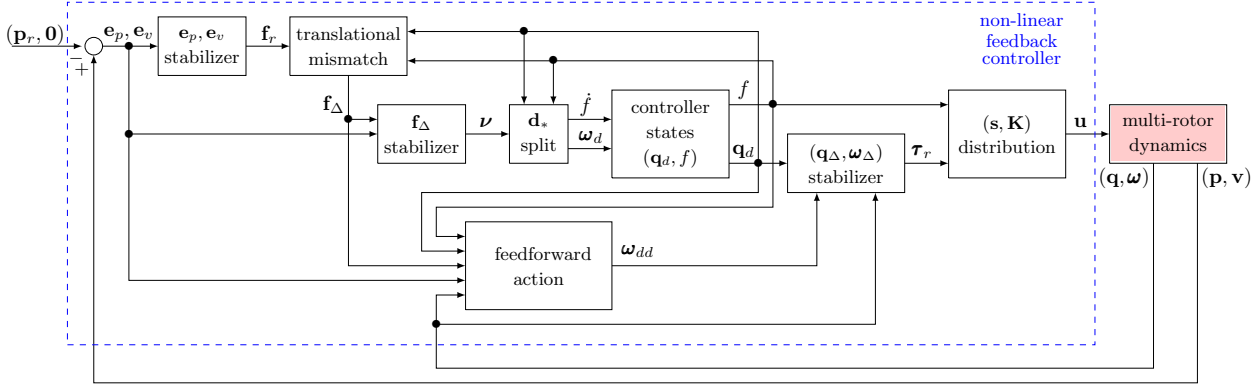 (p_r, 0)
−
+
e_p, e_v
e_p, e_v
stabilizer
f_r
translational
mismatch
f_Δ
f_Δ
stabilizer
ν
d_*
split
ḟ
ω_d
controller
states
(q_d, f)
f
q_d
(q_Δ, ω_Δ)
stabilizer
τ_r
(s, K)
distribution
u
non-linear
feedback
controller
multi-rotor
dynamics
(q, ω)
(p, v)
feedforward
action
ω_dd